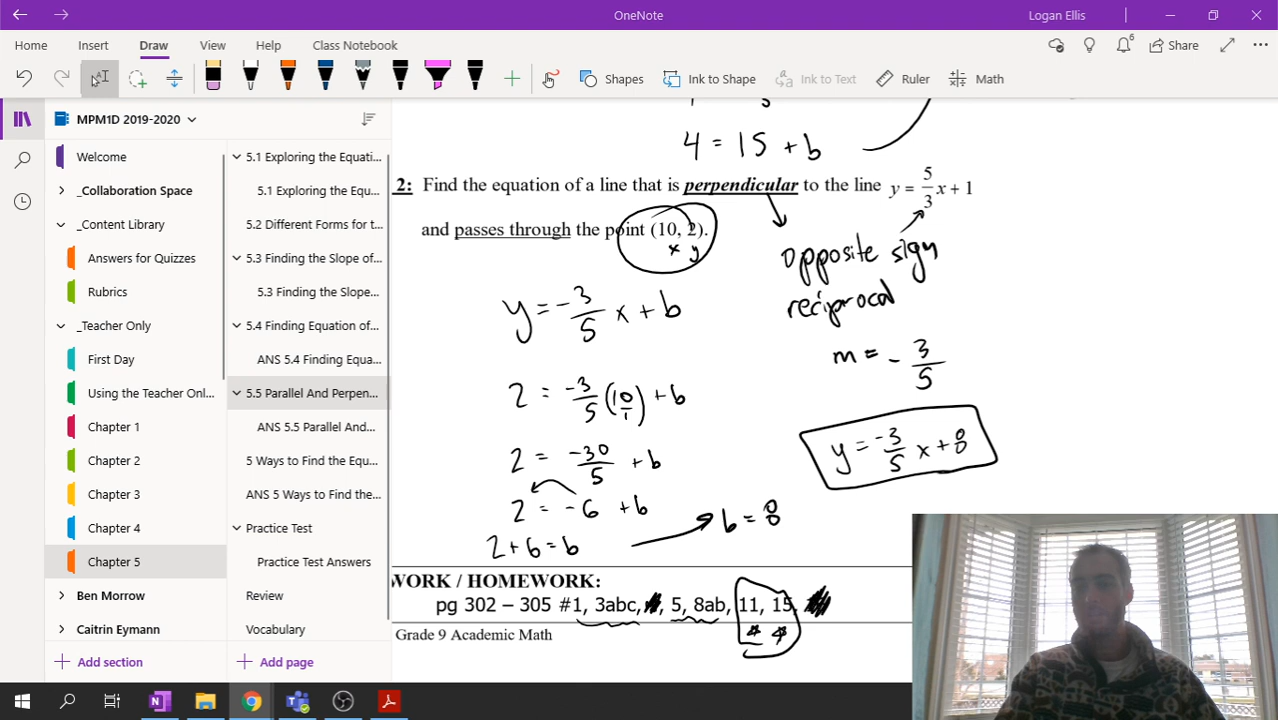 OneNote
Logan Ellis
Home Insert Draw View Help Class Notebook
6
Share
Shapes Ink to Shape Ink to Text Ruler Math
MPM1D 2019-2020
Welcome
_Collaboration Space
_Content Library
Answers for Quizzes
Rubrics
_Teacher Only
First Day
Using the Teacher Onl...
Chapter 1
Chapter 2
Chapter 3
Chapter 4
Chapter 5
Ben Morrow
Caitrin Eymann
Add section
5.1 Exploring the Equati...
5.1 Exploring the Equ...
5.2 Different Forms for t...
5.3 Finding the Slope of
5.3 Finding the Slope...
5.4 Finding Equation of...
ANS 5.4 Finding Equa...
5.5 Parallel And Perpen...
ANS 5.5 Parallel And...
5 Ways to Find the Equ...
ANS 5 Ways to Find the...
Practice Test
Practice Test Answers
Review
Vocabulary
Add page
4 = 15 + b
2: Find the equation of a line that is perpendicular to the line y = 5/3 x + 1
and passes through the point (10, 2).
x y
opposite sign
reciprocal
m = - 3/5
y = -3/5 x + b
2 = -3/5 (10/1) + b
2 = -30/5 + b
2 = -6 + b
2 + 6 = b
b = 8
y = -3/5 x + 8
WORK / HOMEWORK:
pg 302 – 305 #1, 3abc, 5, 8ab, 11, 15,
Grade 9 Academic Math